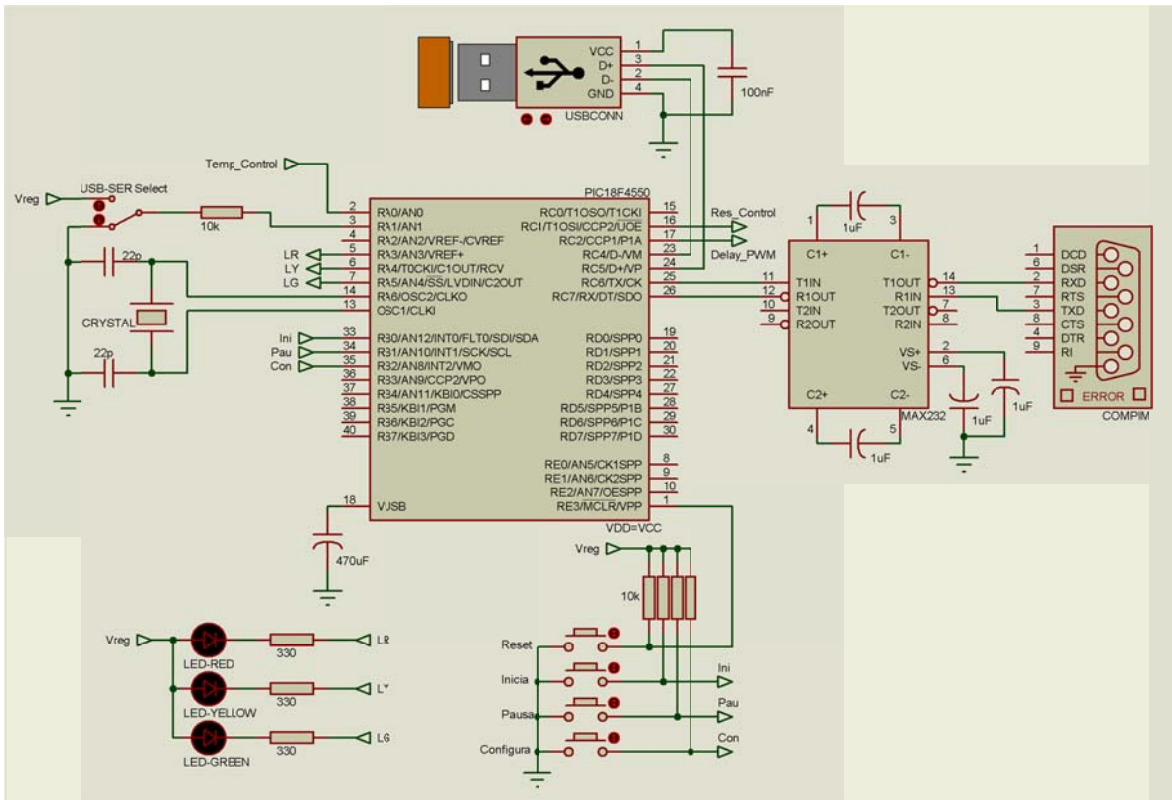 VCC 1
D+ 3
D- 2
GND 4
USBCONN
100nF
Temp_Control
USB-SER Select
Vreg
10k
22p
CRYSTAL
22p
LR
LY
LG
Ini
Pau
Con
PIC18F4550
2 RA0/AN0
3 RA1/AN1
4 RA2/AN2/VREF-/CVREF
5 RA3/AN3/VREF+
6 RA4/T0CKI/C1OUT/RCV
7 RA5/AN4/SS/LVDIN/C2OUT
14 RA6/OSC2/CLKO
13 OSC1/CLKI
33 RB0/AN12/INT0/FLT0/SDI/SDA
34 RB1/AN10/INT1/SCK/SCL
35 RB2/AN8/INT2/VMO
36 RB3/AN9/CCP2/VPO
37 RB4/AN11/KBI0/CSSPP
38 RB5/KBI1/PGM
39 RB6/KBI2/PGC
40 RB7/KBI3/PGD
18 VUSB
RC0/T1OSO/T1CKI 15
RC1/T1OSI/CCP2/UOE 16
RC2/CCP1/P1A 17
RC4/D-/VM 23
RC5/D+/VP 24
RC6/TX/CK 25
RC7/RX/DT/SDO 26
RD0/SPP0 19
RD1/SPP1 20
RD2/SPP2 21
RD3/SPP3 22
RD4/SPP4 27
RD5/SPP5/P1B 28
RD6/SPP6/P1C 29
RD7/SPP7/P1D 30
RE0/AN5/CK1SPP 8
RE1/AN6/CK2SPP 9
RE2/AN7/OESPP 10
RE3/MCLR/VPP 1
VDD=VCC
Res_Control
Delay_PWM
1 3
1uF
C1+ C1-
11 T1IN
12 R1OUT
10 T2IN
9 R2OUT
T1OUT 14
R1IN 13
T2OUT 7
R2IN 8
VS+ 2
VS- 6
C2+ C2-
MAX232
4 5
1uF
1uF
1uF
1 DCD
6 DSR
2 RXD
7 RTS
3 TXD
8 CTS
4 DTR
9 RI
ERROR
COMPIM
470uF
Vreg
10k
Reset
Inicia
Pausa
Configura
Ini
Pau
Con
Vreg
LED-RED
330
LR
LED-YELLOW
330
LY
LED-GREEN
330
LG